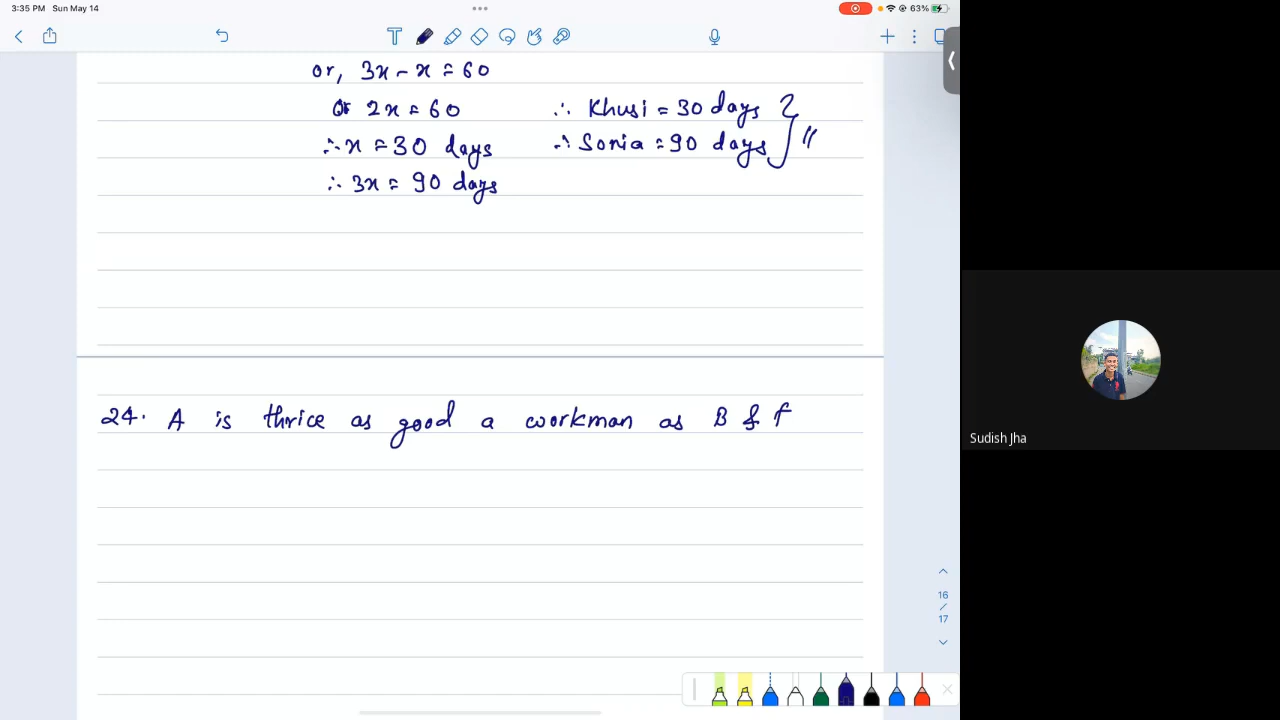 3:35 PM Sun May 14
63%
or, 3x - x = 60
or 2x = 60
∴ x = 30 days
∴ 3x = 90 days
∴ Khusi = 30 days
∴ Sonia = 90 days
24. A is thrice as good a workman as B & f
16
/
17
Sudish Jha